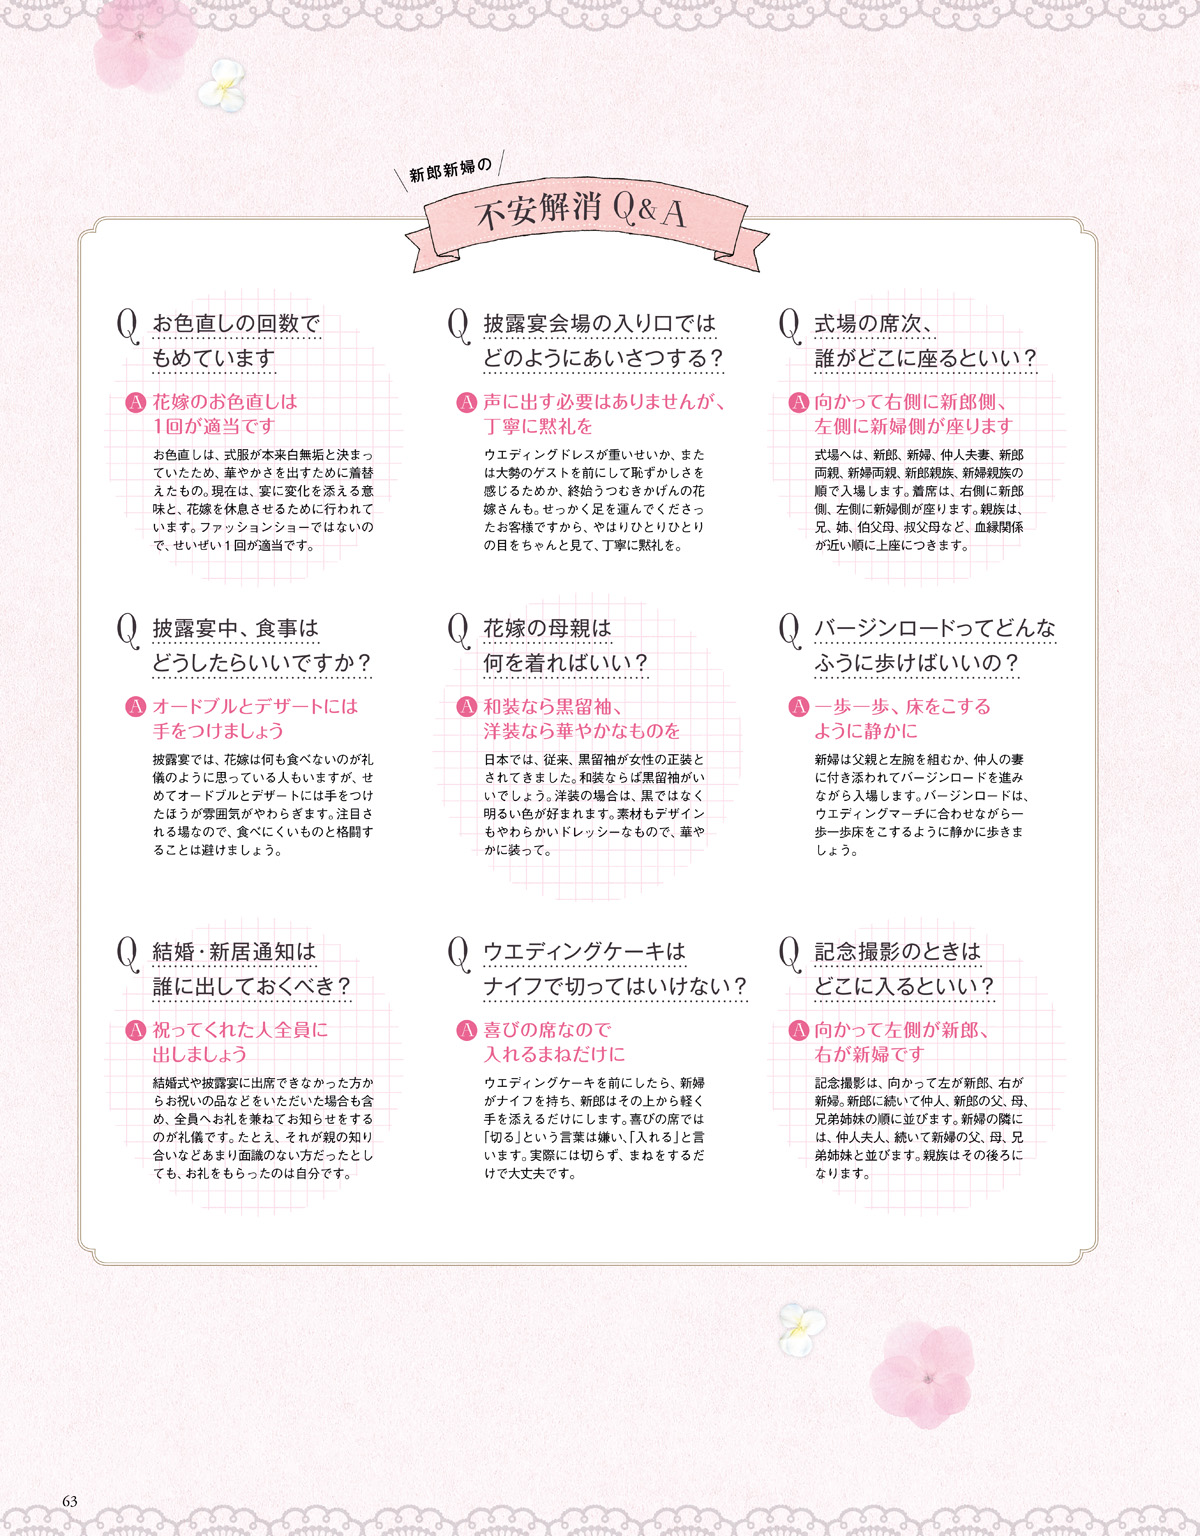 新郎新婦の
不安解消 Q&A
Q お色直しの回数で
もめています
A 花嫁のお色直しは
1回が適当です
お色直しは、式服が本来白無垢と決まっ
ていたため、華やかさを出すために着替
えたもの。現在は、宴に変化を添える意
味と、花嫁を休息させるために行われて
います。ファッションショーではないの
で、せいぜい1回が適当です。
Q 披露宴会場の入り口では
どのようにあいさつする？
A 声に出す必要はありませんが、
丁寧に黙礼を
ウエディングドレスが重いせいか、また
は大勢のゲストを前にして恥ずかしさを
感じるためか、終始うつむきかげんの花
嫁さんも。せっかく足を運んでくださっ
たお客様ですから、やはりひとりひとり
の目をちゃんと見て、丁寧に黙礼を。
Q 式場の席次、
誰がどこに座るといい？
A 向かって右側に新郎側、
左側に新婦側が座ります
式場へは、新郎、新婦、仲人夫妻、新郎
両親、新婦両親、新郎親族、新婦親族の
順で入場します。着席は、右側に新郎
側、左側に新婦側が座ります。親族は、
兄、姉、伯父母、叔父母など、血縁関係
が近い順に上座につきます。
Q 披露宴中、食事は
どうしたらいいですか？
A オードブルとデザートには
手をつけましょう
披露宴では、花嫁は何も食べないのが礼
儀のように思っている人もいますが、せ
めてオードブルとデザートには手をつけ
たほうが雰囲気がやわらぎます。注目さ
れる場なので、食べにくいものと格闘す
ることは避けましょう。
Q 花嫁の母親は
何を着ればいい？
A 和装なら黒留袖、
洋装なら華やかなものを
日本では、従来、黒留袖が女性の正装と
されてきました。和装ならば黒留袖がい
いでしょう。洋装の場合は、黒ではなく
明るい色が好まれます。素材もデザイン
もやわらかいドレッシーなもので、華や
かに装って。
Q バージンロードってどんな
ふうに歩けばいいの？
A 一歩一歩、床をこする
ように静かに
新婦は父親と左腕を組むか、仲人の妻
に付き添われてバージンロードを進み
ながら入場します。バージンロードは、
ウエディングマーチに合わせながら一
歩一歩床をこするように静かに歩きま
しょう。
Q 結婚・新居通知は
誰に出しておくべき？
A 祝ってくれた人全員に
出しましょう
結婚式や披露宴に出席できなかった方か
らお祝いの品などをいただいた場合も含
め、全員へお礼を兼ねてお知らせをする
のが礼儀です。たとえ、それが親の知り
合いなどあまり面識のない方だったとし
ても、お礼をもらったのは自分です。
Q ウエディングケーキは
ナイフで切ってはいけない？
A 喜びの席なので
入れるまねだけに
ウエディングケーキを前にしたら、新婦
がナイフを持ち、新郎はその上から軽く
手を添えるだけにします。喜びの席では
「切る」という言葉は嫌い、「入れる」と言
います。実際には切らず、まねをするだ
けで大丈夫です。
Q 記念撮影のときは
どこに入るといい？
A 向かって左側が新郎、
右が新婦です
記念撮影は、向かって左が新郎、右が
新婦。新郎に続いて仲人、新郎の父、母、
兄弟姉妹の順に並びます。新婦の隣に
は、仲人夫人、続いて新婦の父、母、兄
弟姉妹と並びます。親族はその後ろに
なります。
63